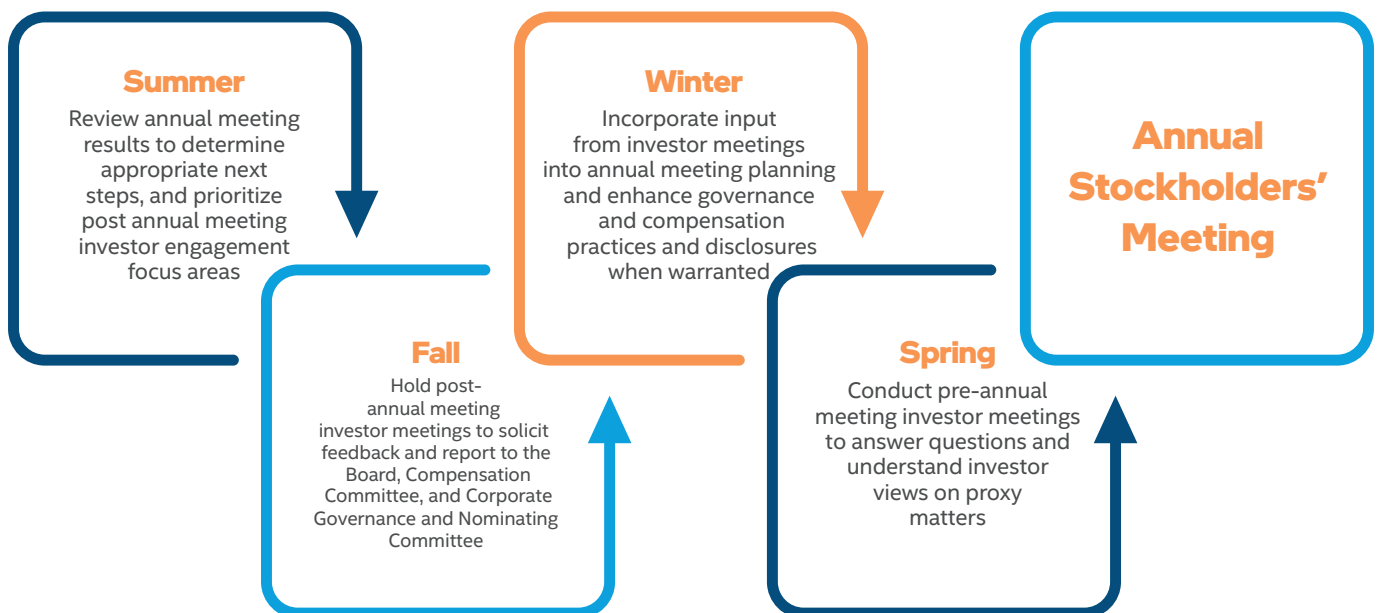 Summer
Review annual meeting
results to determine
appropriate next
steps, and prioritize
post annual meeting
investor engagement
focus areas
Fall
Hold post-
annual meeting
investor meetings to solicit
feedback and report to the
Board, Compensation
Committee, and Corporate
Governance and Nominating
Committee
Winter
Incorporate input
from investor meetings
into annual meeting planning
and enhance governance
and compensation
practices and disclosures
when warranted
Spring
Conduct pre-annual
meeting investor meetings
to answer questions and
understand investor
views on proxy
matters
Annual
Stockholders’
Meeting